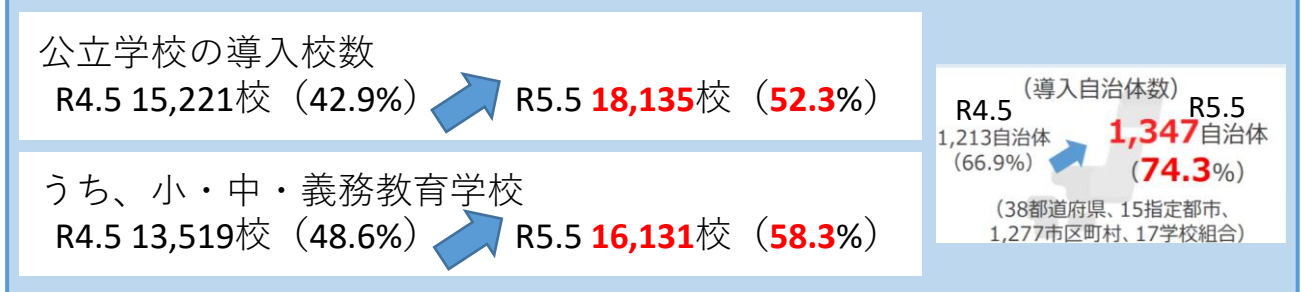 公立学校の導入校数
R4.5 15,221校（42.9%） R5.5 18,135校（52.3%）
うち、小・中・義務教育学校
R4.5 13,519校（48.6%） R5.5 16,131校（58.3%）
（導入自治体数）
R4.5 R5.5
1,213自治体 1,347自治体
（66.9%） （74.3%）
（38都道府県、15指定都市、
1,277市区町村、17学校組合）